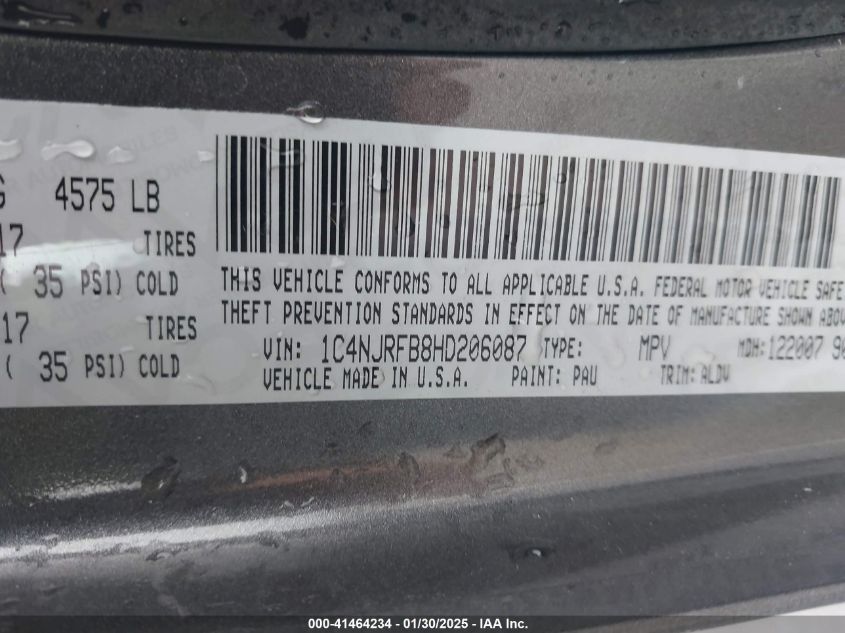 4575 LB
17 TIRES
( 35 PSI) COLD
17 TIRES
( 35 PSI) COLD
THIS VEHICLE CONFORMS TO ALL APPLICABLE U.S.A. FEDERAL MOTOR VEHICLE SAFE
THEFT PREVENTION STANDARDS IN EFFECT ON THE DATE OF MANUFACTURE SHOWN ABOV
VIN: 1C4NJRFB8HD206087 TYPE: MPV MDH: 122007 90
VEHICLE MADE IN U.S.A. PAINT: PAU TRIM: ALDV
000-41464234 — 01/30/2025 — IAA Inc.